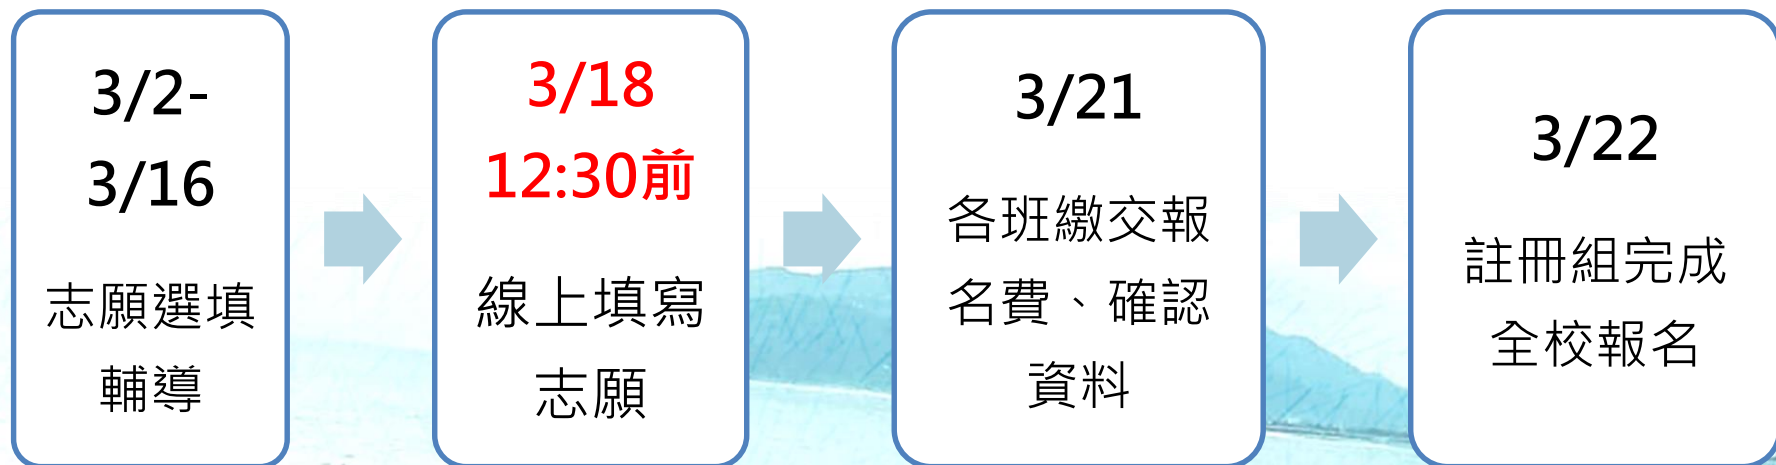 3/2-
3/16
志願選填
輔導
3/18
12:30前
線上填寫
志願
3/21
各班繳交報
名費、確認
資料
3/22
註冊組完成
全校報名